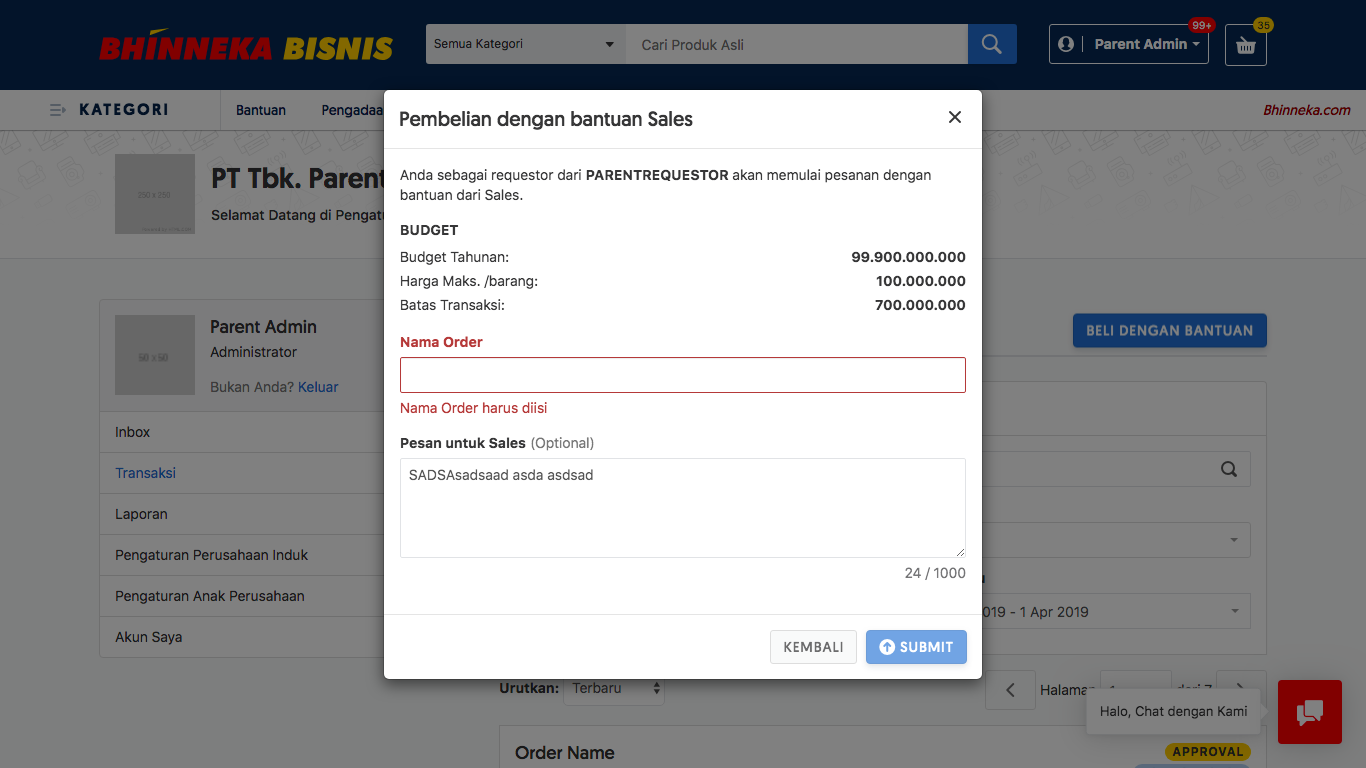 BHINNEKA BISNIS
Semua Kategori
Cari Produk Asli
Parent Admin
99+
35
KATEGORI
Bantuan
Pengadaa
Bhinneka.com
250 x 250
PT Tbk. Parent
Selamat Datang di Pengatu
Pembelian dengan bantuan Sales
Anda sebagai requestor dari PARENTREQUESTOR akan memulai pesanan dengan
bantuan dari Sales.
BUDGET
Budget Tahunan: 99.900.000.000
Harga Maks. /barang: 100.000.000
Batas Transaksi: 700.000.000
Nama Order
Nama Order harus diisi
Pesan untuk Sales (Optional)
SADSAsadsaad asda asdsad
24 / 1000
KEMBALI
SUBMIT
50 x 50
Parent Admin
Administrator
Bukan Anda? Keluar
Inbox
Transaksi
Laporan
Pengaturan Perusahaan Induk
Pengaturan Anak Perusahaan
Akun Saya
BELI DENGAN BANTUAN
019 - 1 Apr 2019
Urutkan: Terbaru
Halaman
dari 7
Halo, Chat dengan Kami
Order Name
APPROVAL